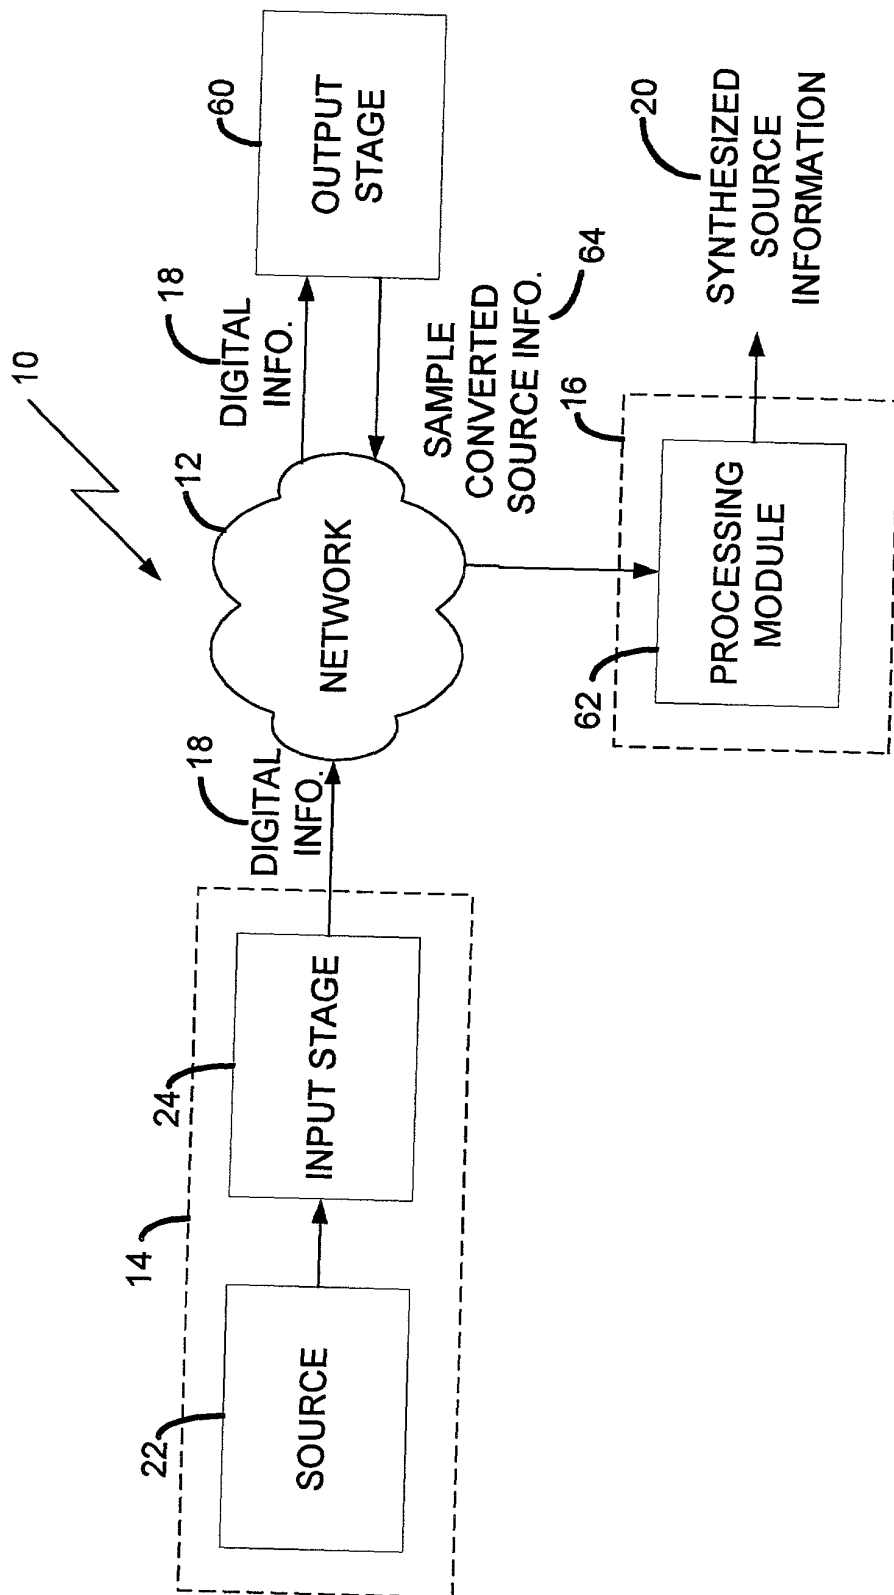 10
22
SOURCE
14
24
INPUT STAGE
18
DIGITAL
INFO.
12
NETWORK
18
DIGITAL
INFO.
60
OUTPUT
STAGE
SAMPLE
CONVERTED
SOURCE INFO.
64
16
62
PROCESSING
MODULE
20
SYNTHESIZED
SOURCE
INFORMATION